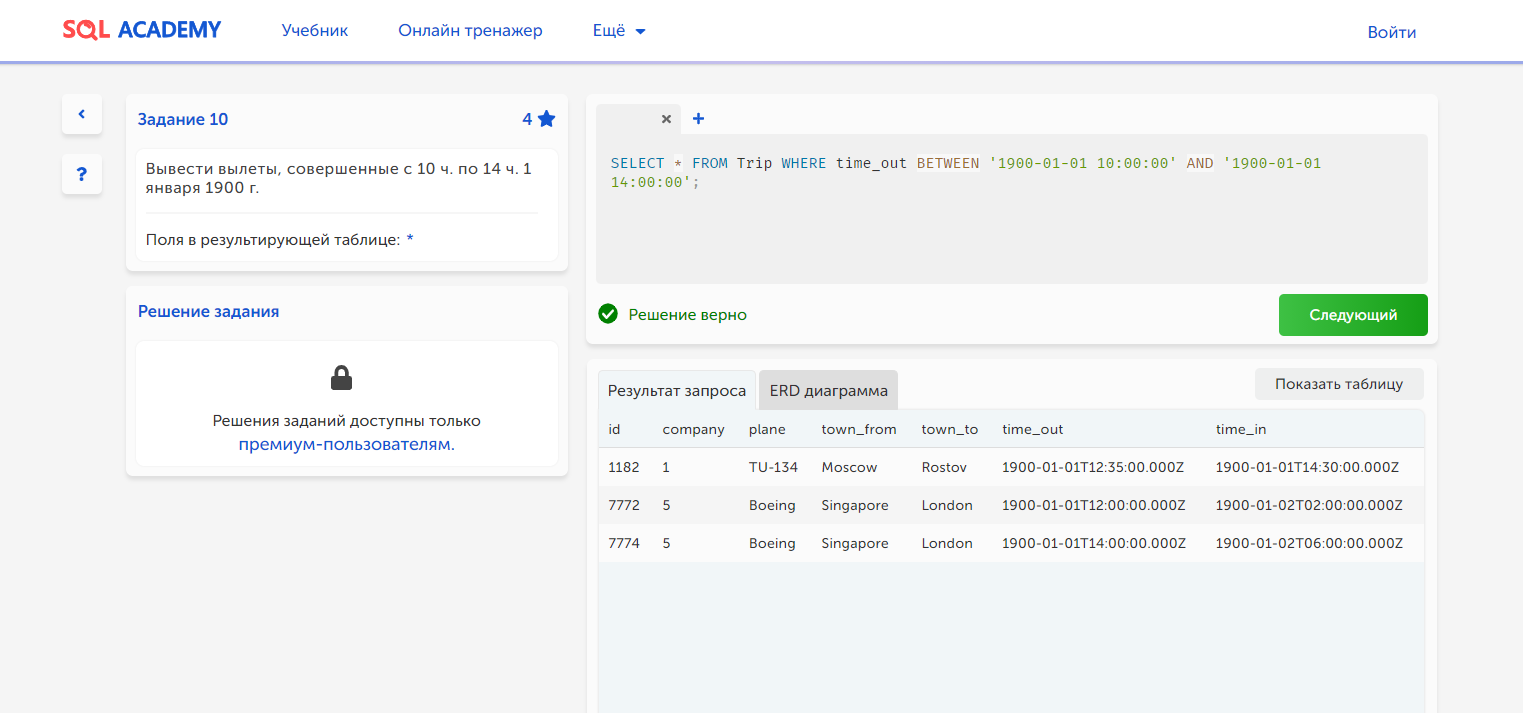 SQL ACADEMY
Учебник
Онлайн тренажер
Ещё
Войти
?
Задание 10
4
Вывести вылеты, совершенные с 10 ч. по 14 ч. 1
января 1900 г.
Поля в результирующей таблице: *
Решение задания
Решения заданий доступны только
премиум-пользователям.
SELECT * FROM Trip WHERE time_out BETWEEN '1900-01-01 10:00:00' AND '1900-01-01
14:00:00';
Решение верно
Следующий
Результат запроса
ERD диаграмма
Показать таблицу
id company plane town_from town_to time_out time_in
1182 1 TU-134 Moscow Rostov 1900-01-01T12:35:00.000Z 1900-01-01T14:30:00.000Z
7772 5 Boeing Singapore London 1900-01-01T12:00:00.000Z 1900-01-02T02:00:00.000Z
7774 5 Boeing Singapore London 1900-01-01T14:00:00.000Z 1900-01-02T06:00:00.000Z